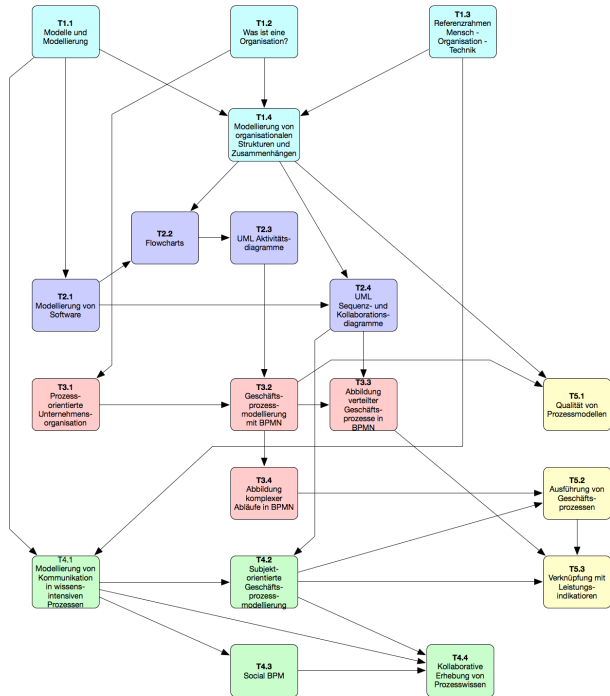 T1.1
Modelle und
Modellierung
T1.2
Was ist eine
Organisation?
T1.3
Referenzrahmen
Mensch -
Organisation -
Technik
T1.4
Modellierung von
organisationalen
Strukturen und
Zusammenhängen
T2.2
Flowcharts
T2.3
UML Aktivitäts-
diagramme
T2.1
Modellierung von
Software
T2.4
UML
Sequenz- und
Kollaborations-
diagramme
T3.1
Prozess-
orientierte
Unternehmens-
organisation
T3.2
Geschäfts-
prozess-
modellierung
mit BPMN
T3.3
Abbildung
verteilter
Geschäfts-
prozesse in
BPMN
T5.1
Qualität von
Prozessmodellen
T3.4
Abbildung
komplexer
Abläufe in BPMN
T5.2
Ausführung von
Geschäfts-
prozessen
T4.1
Modellierung von
Kommunikation
in wissens-
intensiven
Prozessen
T4.2
Subjekt-
orientierte
Geschäfts-
prozess-
modellierung
T5.3
Verknüpfung mit
Leistungs-
indikatioren
T4.3
Social BPM
T4.4
Kollaborative
Erhebung von
Prozesswissen